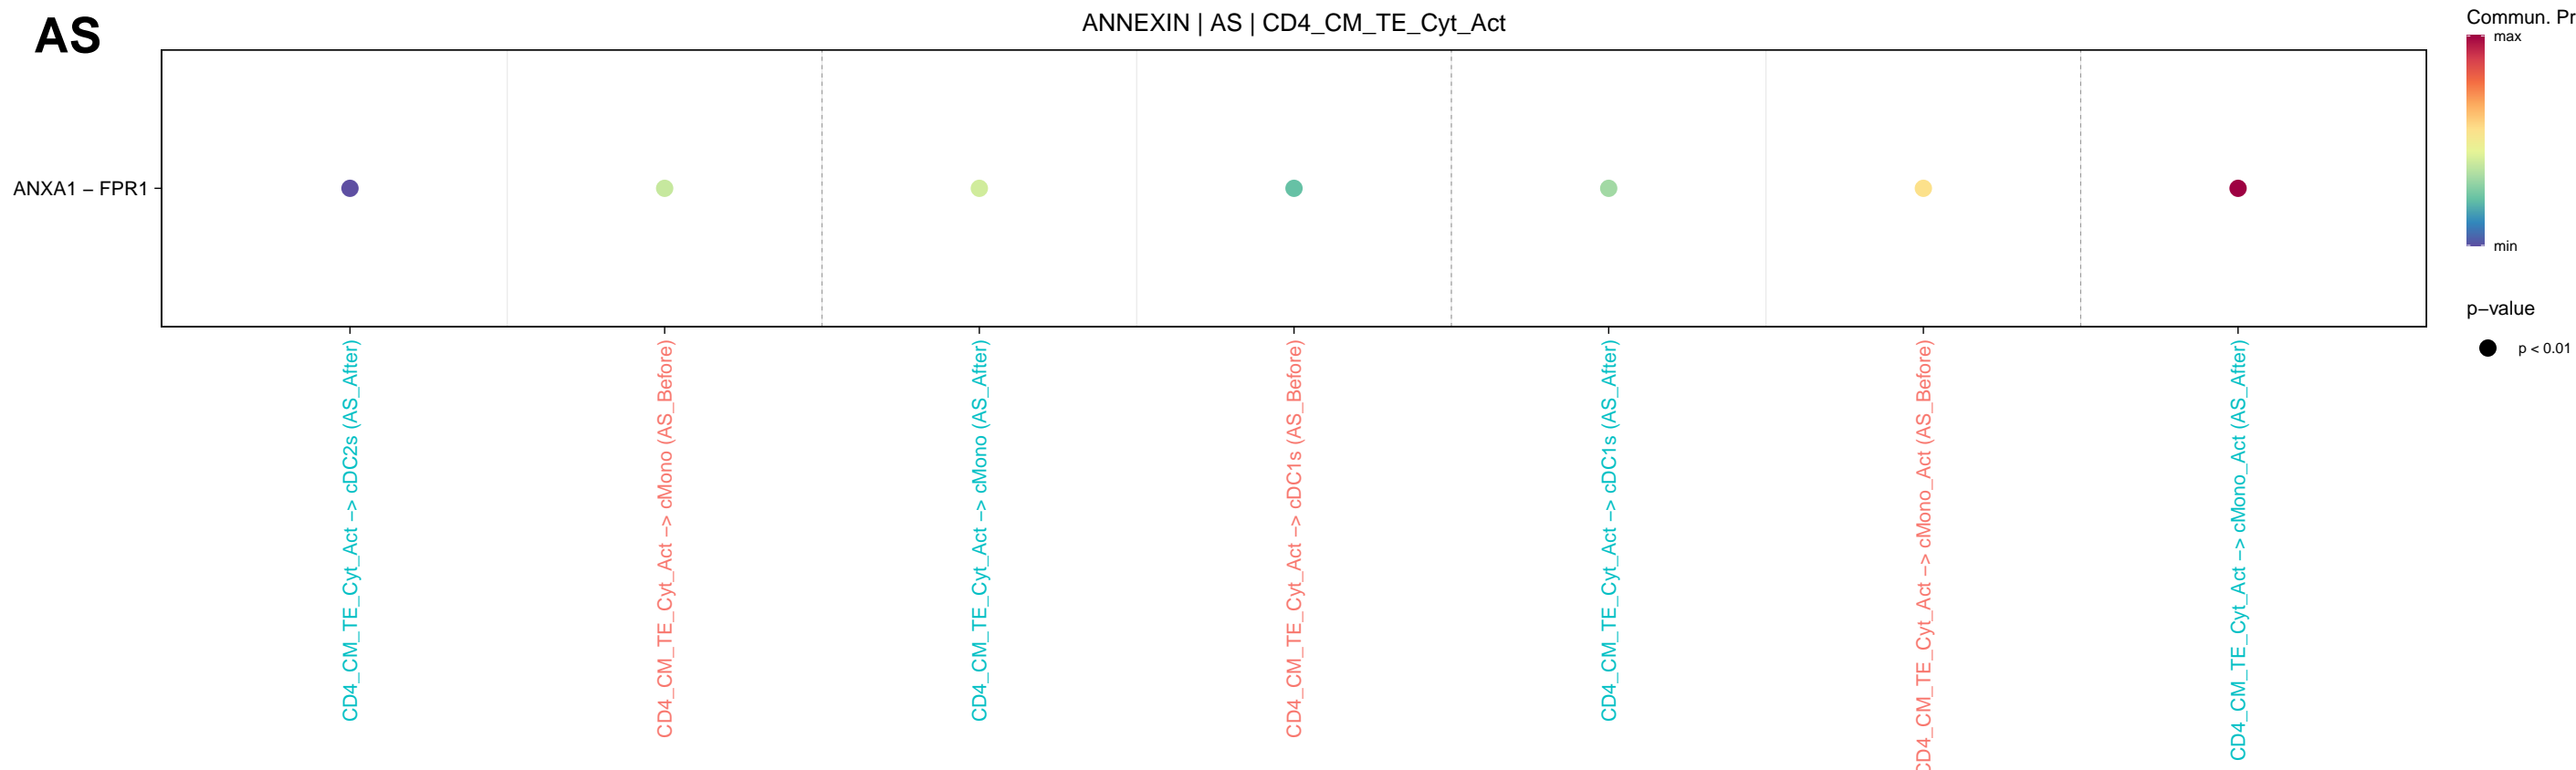 AS
ANNEXIN | AS | CD4_CM_TE_Cyt_Act
Commun. Pr
max
min
p−value
p < 0.01
ANXA1 − FPR1
CD4_CM_TE_Cyt_Act −> cDC2s (AS_After)
CD4_CM_TE_Cyt_Act −> cMono (AS_Before)
CD4_CM_TE_Cyt_Act −> cMono (AS_After)
CD4_CM_TE_Cyt_Act −> cDC1s (AS_Before)
CD4_CM_TE_Cyt_Act −> cDC1s (AS_After)
CD4_CM_TE_Cyt_Act −> cMono_Act (AS_Before)
CD4_CM_TE_Cyt_Act −> cMono_Act (AS_After)